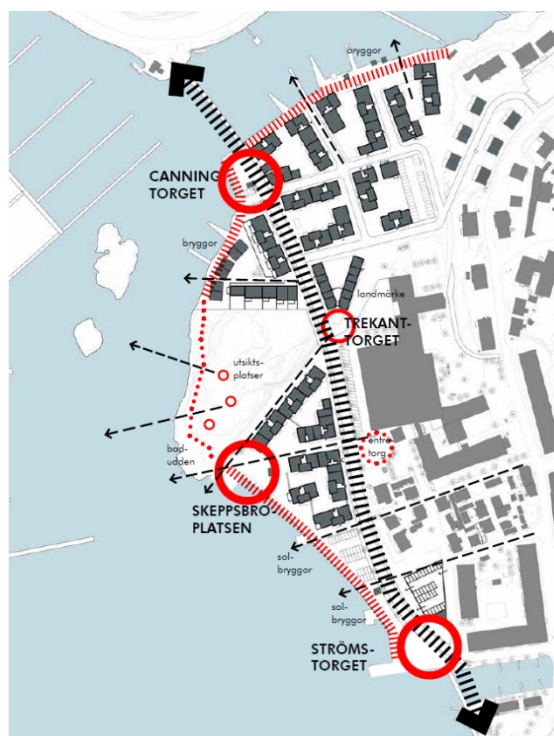 bryggor
CANNING
TORGET
bryggor
landmärke
TREKANT-
TORGET
utsikts-
platser
entré
torg
bad-
udden
SKEPPSBRO-
PLATSEN
sol-
bryggor
sol-
bryggor
STRÖMS-
TORGET